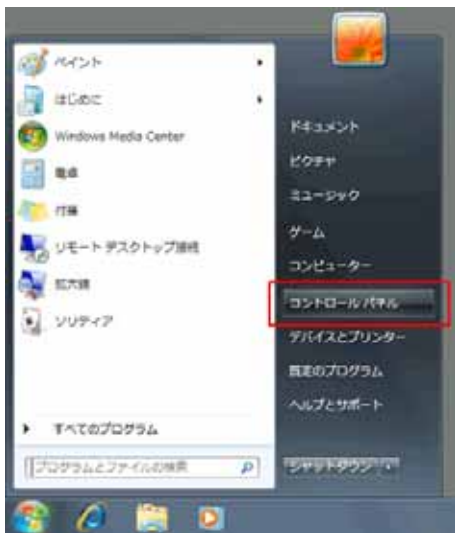 ペイント
はじめに
Windows Media Center
電卓
付箋
リモート デスクトップ接続
拡大鏡
ソリティア
すべてのプログラム
プログラムとファイルの検索
ドキュメント
ピクチャ
ミュージック
ゲーム
コンピューター
コントロール パネル
デバイスとプリンター
既定のプログラム
ヘルプとサポート
シャットダウン